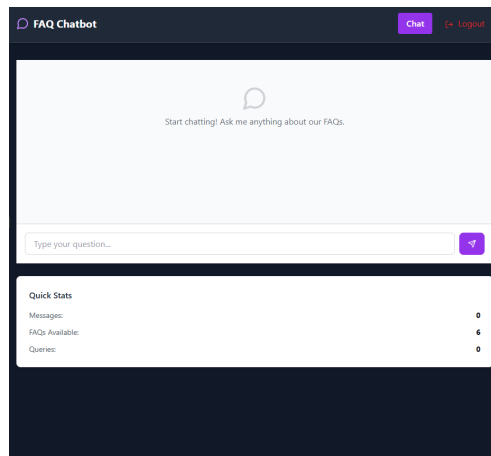 FAQ Chatbot
Chat
Logout
Start chatting! Ask me anything about our FAQs.
Type your question...
Quick Stats
Messages: 0
FAQs Available: 6
Queries: 0